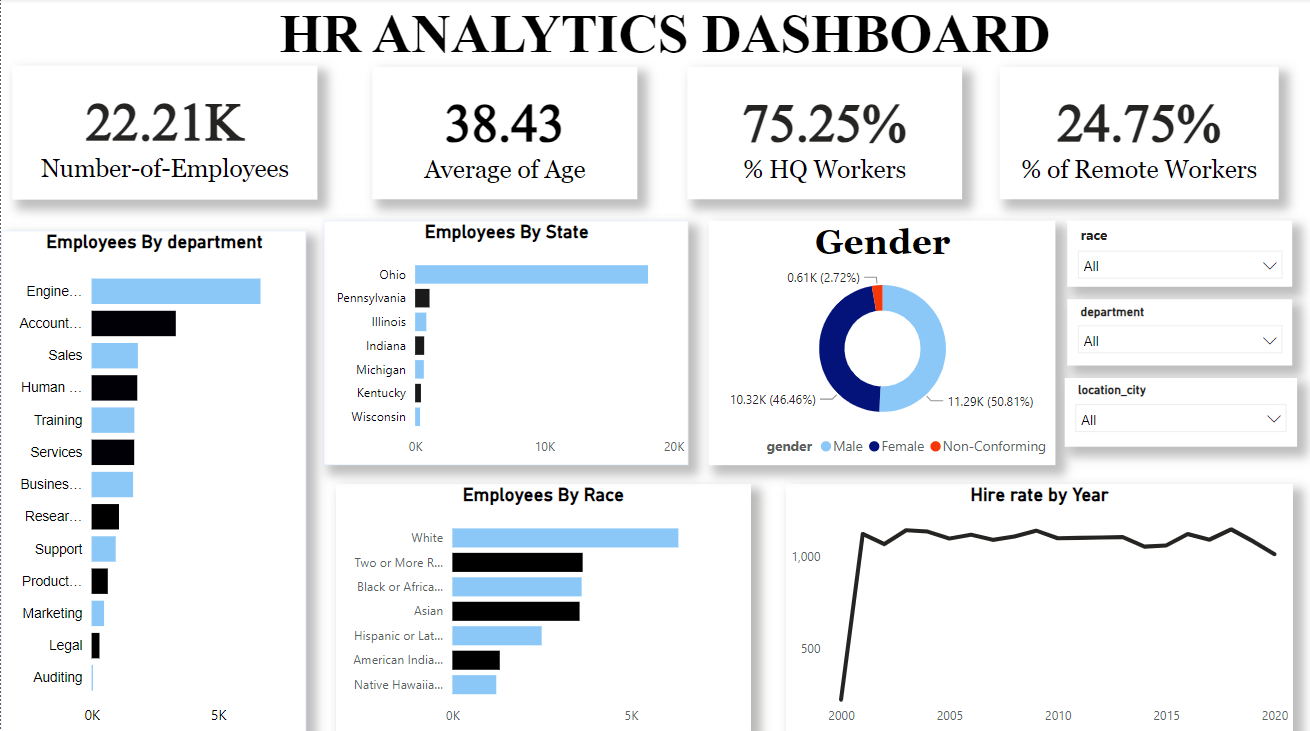 HR ANALYTICS DASHBOARD
22.21K
Number-of-Employees
38.43
Average of Age
75.25%
% HQ Workers
24.75%
% of Remote Workers
Employees By department
Engine...
Account...
Sales
Human ...
Training
Services
Busines...
Resear...
Support
Product...
Marketing
Legal
Auditing
0K 5K
Employees By State
Ohio
Pennsylvania
Illinois
Indiana
Michigan
Kentucky
Wisconsin
0K 10K 20K
Gender
0.61K (2.72%)
10.32K (46.46%)
11.29K (50.81%)
gender Male Female Non-Conforming
race
All
department
All
location_city
All
Employees By Race
White
Two or More R...
Black or Africa...
Asian
Hispanic or Lat...
American India...
Native Hawaiia...
0K 5K
Hire rate by Year
1,000
500
2000 2005 2010 2015 2020